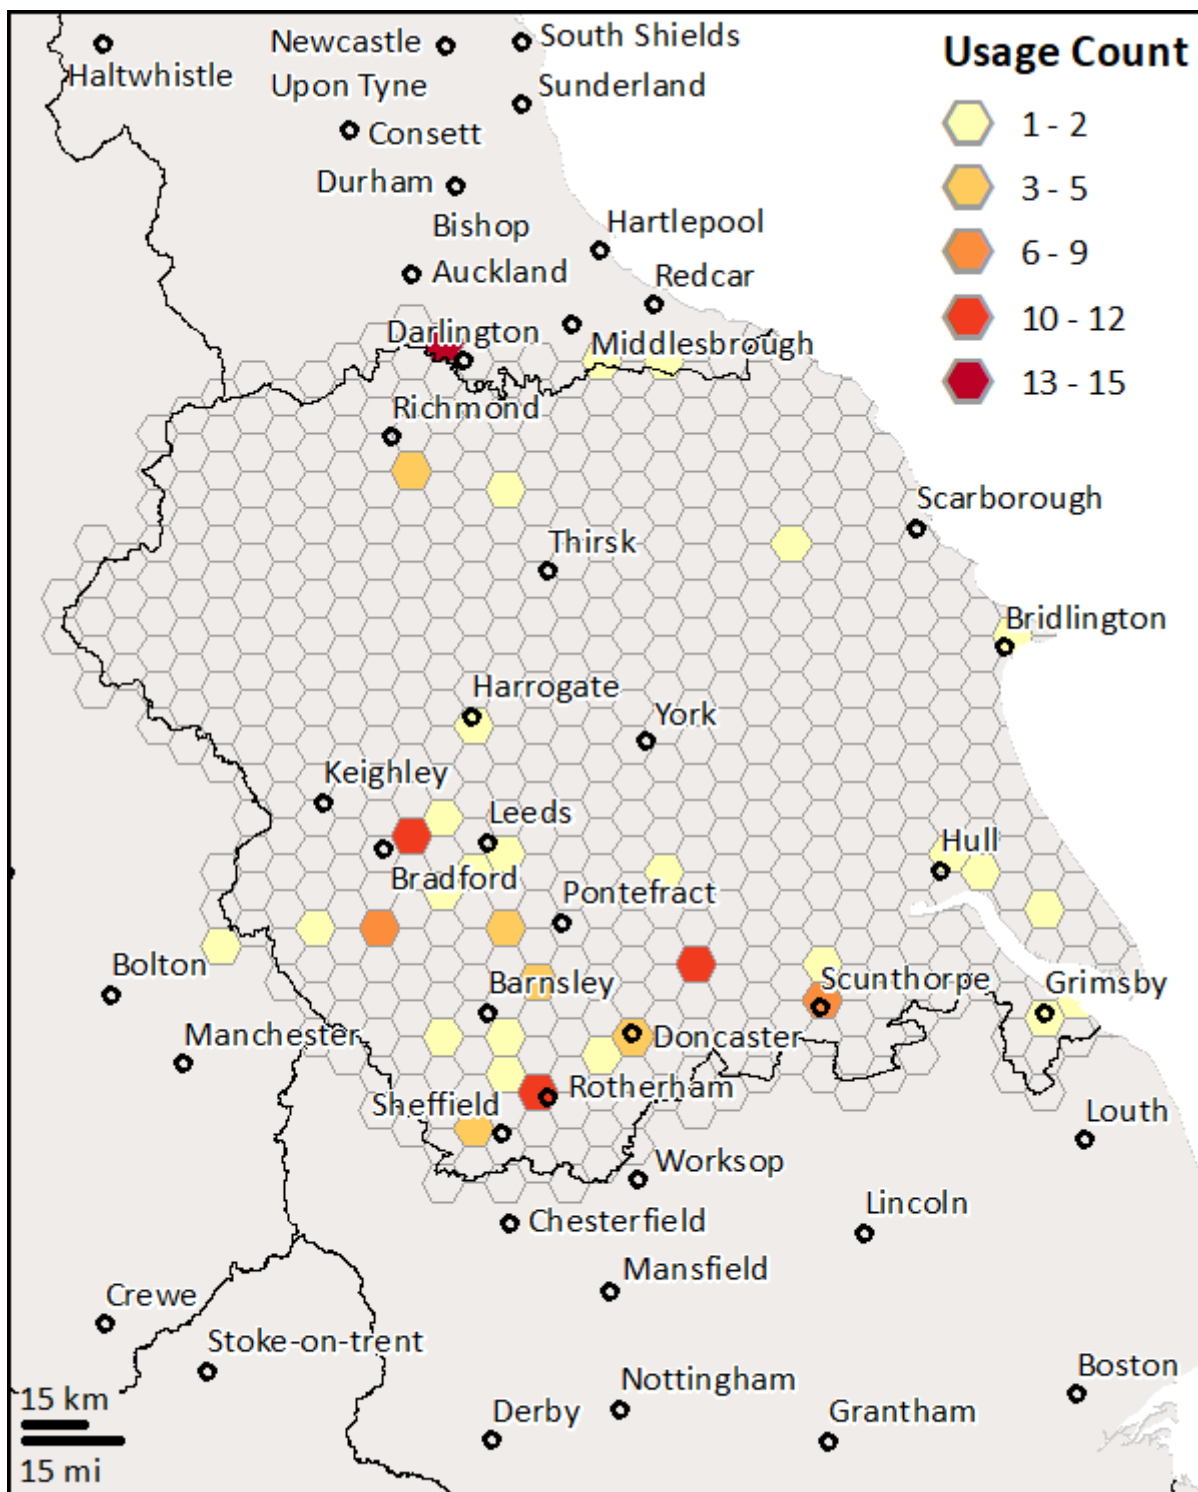 Newcastle
Upon Tyne
South Shields
Haltwhistle
Sunderland
Consett
Durham
Bishop
Auckland
Hartlepool
Redcar
Darlington
Middlesbrough
Richmond
Scarborough
Thirsk
Bridlington
Harrogate
York
Keighley
Leeds
Hull
Bradford
Pontefract
Bolton
Barnsley
Scunthorpe
Grimsby
Manchester
Doncaster
Rotherham
Sheffield
Louth
Worksop
Lincoln
Chesterfield
Mansfield
Crewe
Stoke-on-trent
Boston
Nottingham
Derby
Grantham
Usage Count
1 - 2
3 - 5
6 - 9
10 - 12
13 - 15
15 km
15 mi